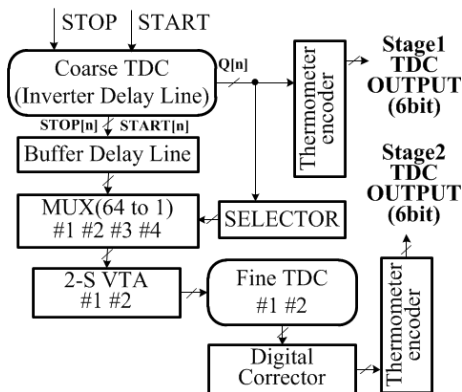 STOP START
Coarse TDC
(Inverter Delay Line)
Q[n]
Thermometer
encoder
Stage1
TDC
OUTPUT
(6bit)
STOP[n] START[n]
Buffer Delay Line
MUX(64 to 1)
#1 #2 #3 #4
SELECTOR
Stage2
TDC
OUTPUT
(6bit)
2-S VTA
#1 #2
Fine TDC
#1 #2
Digital
Corrector
Thermometer
encoder